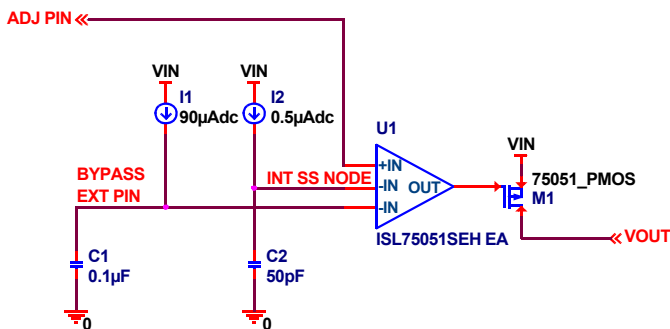 ADJ PIN
VIN
VIN
I1
I2
90µAdc
0.5µAdc
U1
VIN
BYPASS
EXT PIN
INT SS NODE
+IN
-IN
-IN
OUT
75051_PMOS
M1
ISL75051SEH EA
VOUT
C1
0.1µF
C2
50pF
0
0